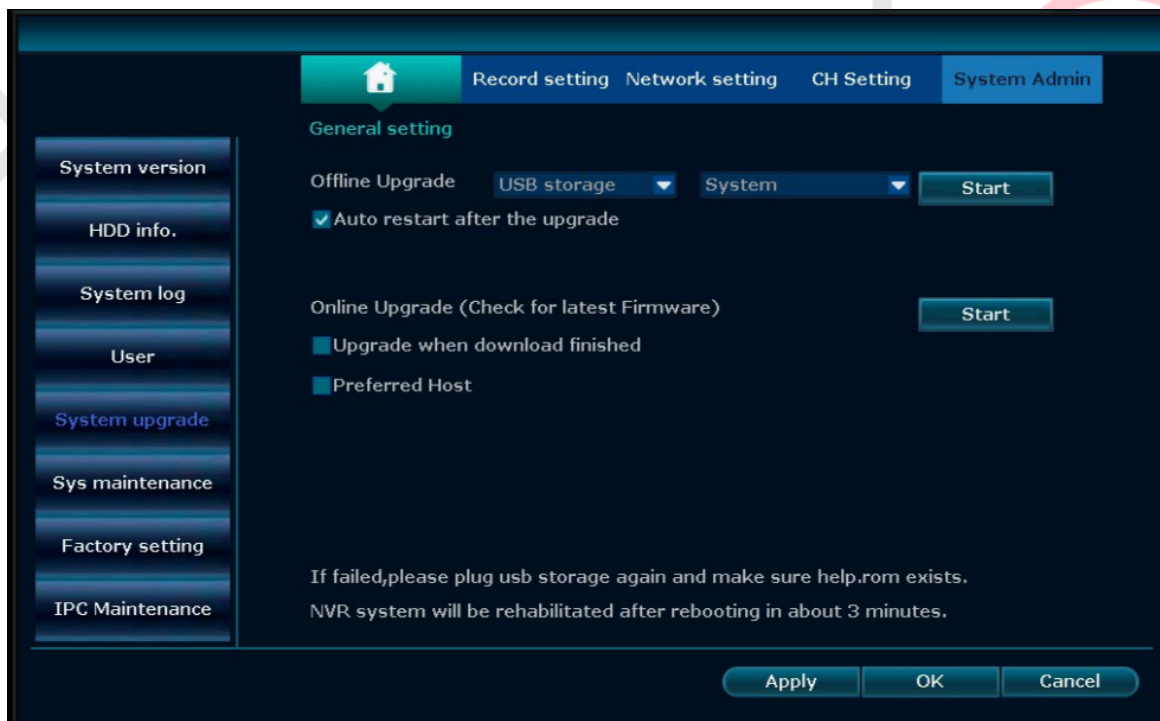 Record setting Network setting CH Setting System Admin
General setting
System version
HDD info.
System log
User
System upgrade
Sys maintenance
Factory setting
IPC Maintenance
Offline Upgrade USB storage System Start
Auto restart after the upgrade
Online Upgrade (Check for latest Firmware) Start
Upgrade when download finished
Preferred Host
If failed,please plug usb storage again and make sure help.rom exists.
NVR system will be rehabilitated after rebooting in about 3 minutes.
Apply OK Cancel